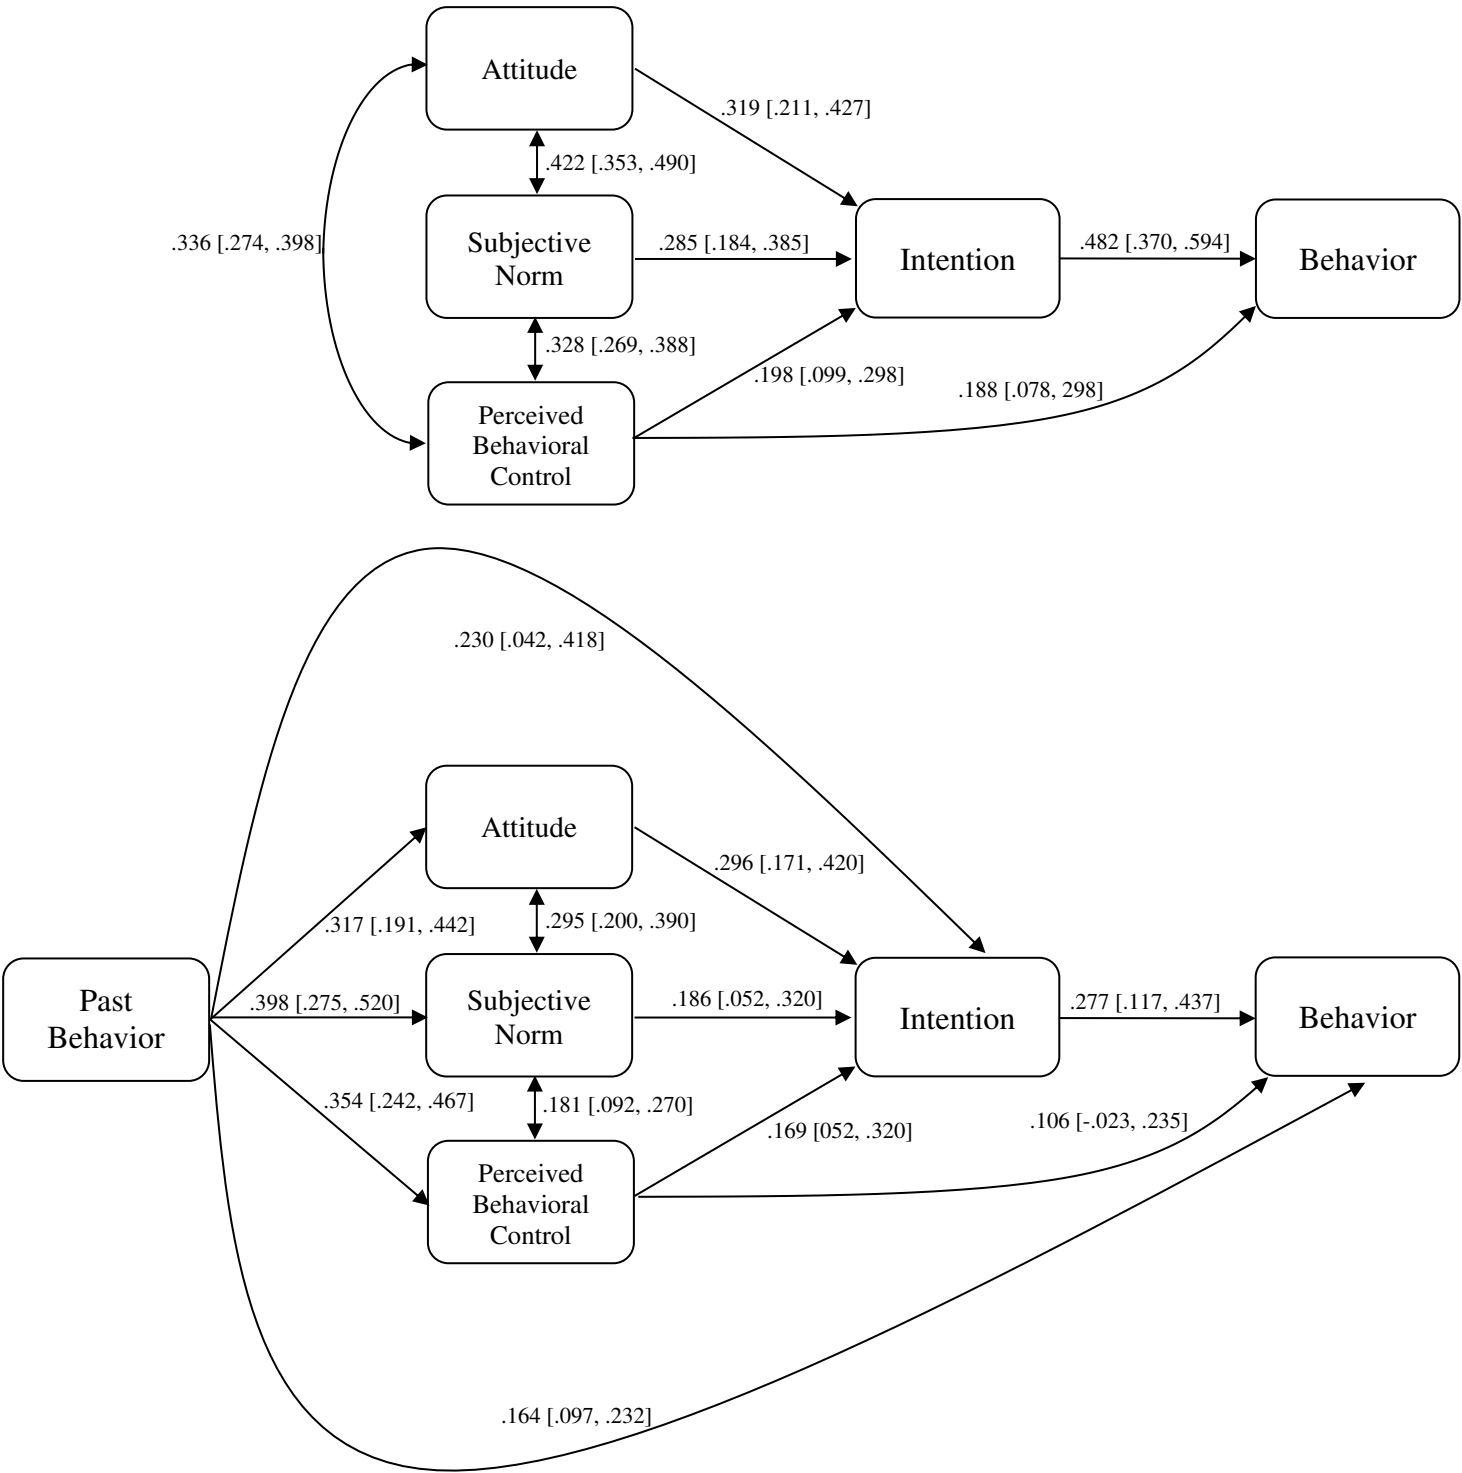 Attitude
.319 [.211, .427]
.422 [.353, .490]
.336 [.274, .398]
Subjective
Norm
.285 [.184, .385]
Intention
.482 [.370, .594]
Behavior
.328 [.269, .388]
.198 [.099, .298]
.188 [.078, 298]
Perceived
Behavioral
Control
.230 [.042, .418]
Attitude
.296 [.171, .420]
.317 [.191, .442]
.295 [.200, .390]
Past
Behavior
.398 [.275, .520]
Subjective
Norm
.186 [.052, .320]
Intention
.277 [.117, .437]
Behavior
.354 [.242, .467]
.181 [.092, .270]
.169 [052, .320]
.106 [-.023, .235]
Perceived
Behavioral
Control
.164 [.097, .232]